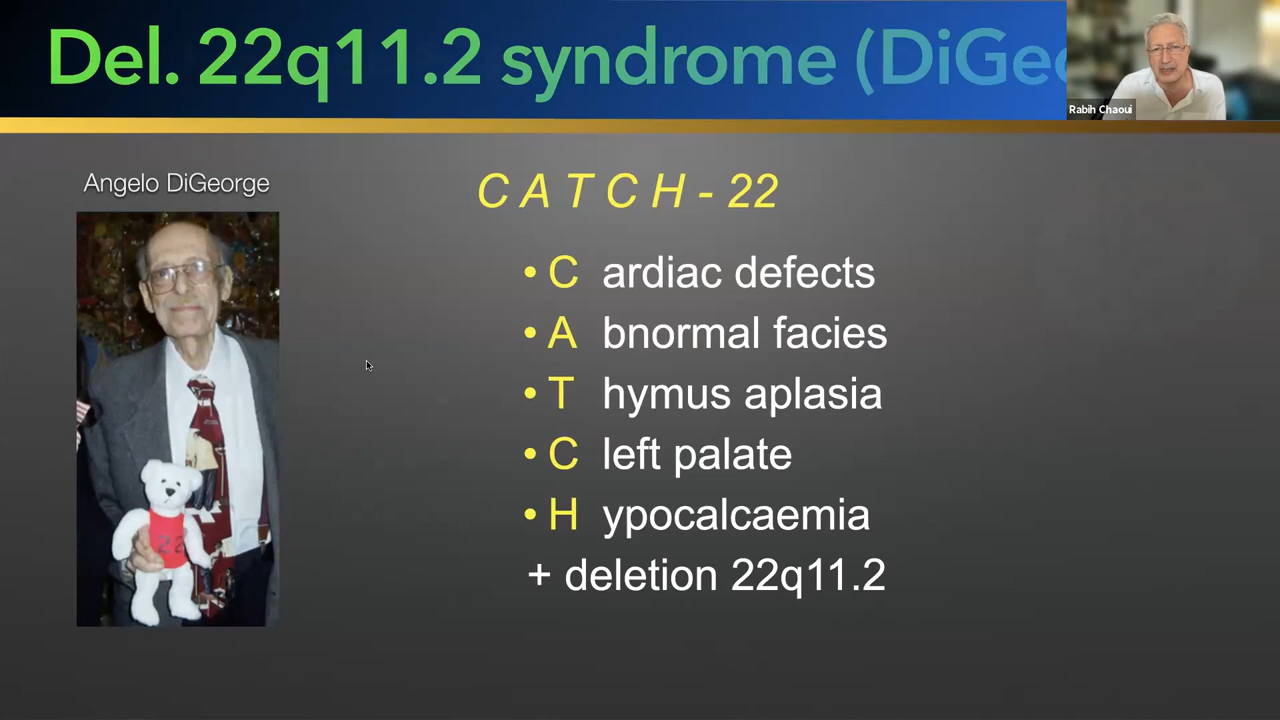 Del. 22q11.2 syndrome (DiGeo
Rabih Chaoui
Angelo DiGeorge
C A T C H - 22
• C ardiac defects
• A bnormal facies
• T hymus aplasia
• C left palate
• H ypocalcaemia
+ deletion 22q11.2
22